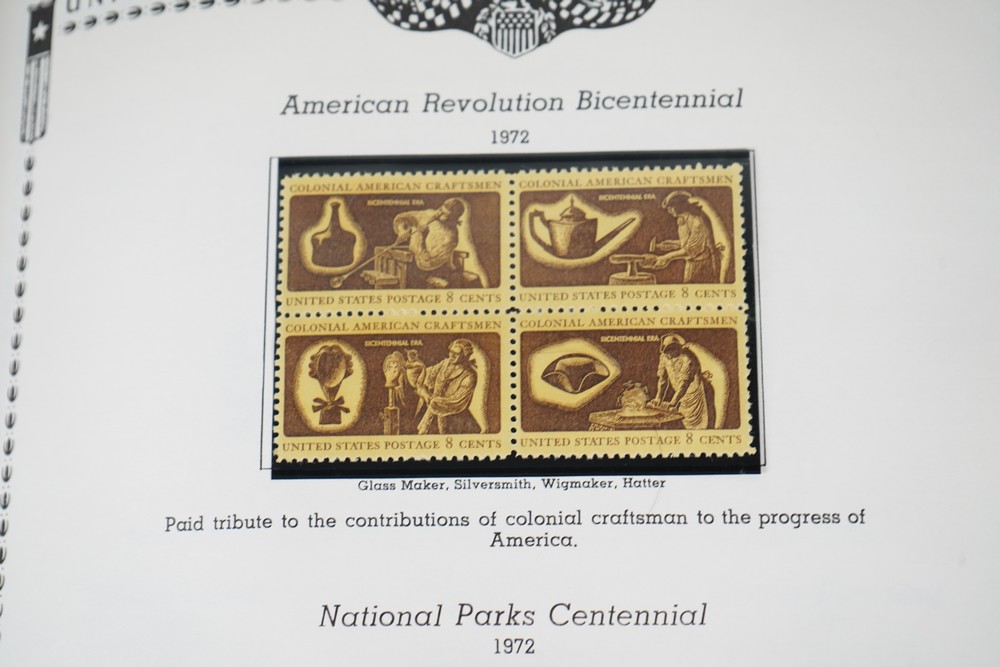 American Revolution Bicentennial
1972
COLONIAL AMERICAN CRAFTSMEN
BICENTENNIAL ERA
UNITED STATES POSTAGE 8 CENTS
COLONIAL AMERICAN CRAFTSMEN
BICENTENNIAL ERA
UNITED STATES POSTAGE 8 CENTS
COLONIAL AMERICAN CRAFTSMEN
BICENTENNIAL ERA
UNITED STATES POSTAGE 8 CENTS
COLONIAL AMERICAN CRAFTSMEN
BICENTENNIAL ERA
UNITED STATES POSTAGE 8 CENTS
Glass Maker, Silversmith, Wigmaker, Hatter
Paid tribute to the contributions of colonial craftsman to the progress of
America.
National Parks Centennial
1972